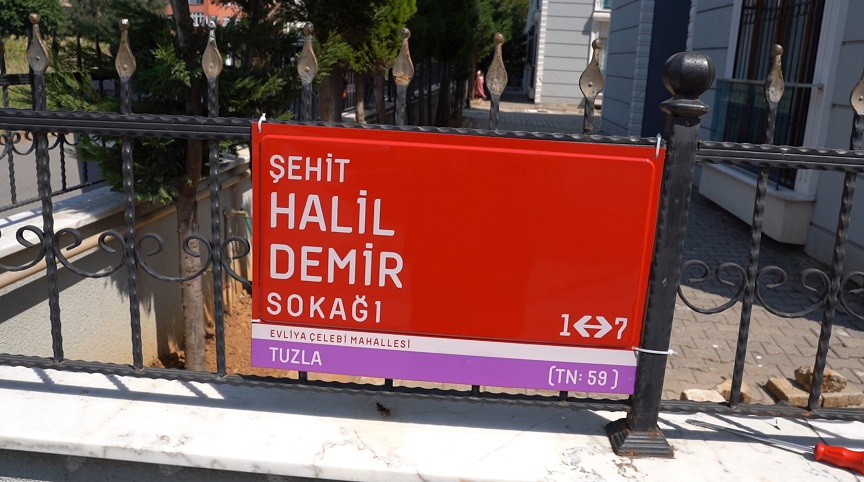 ŞEHİT
HALİL
DEMİR
SOKAĞI
1↔7
EVLİYA ÇELEBİ MAHALLESİ
TUZLA (TN: 59)